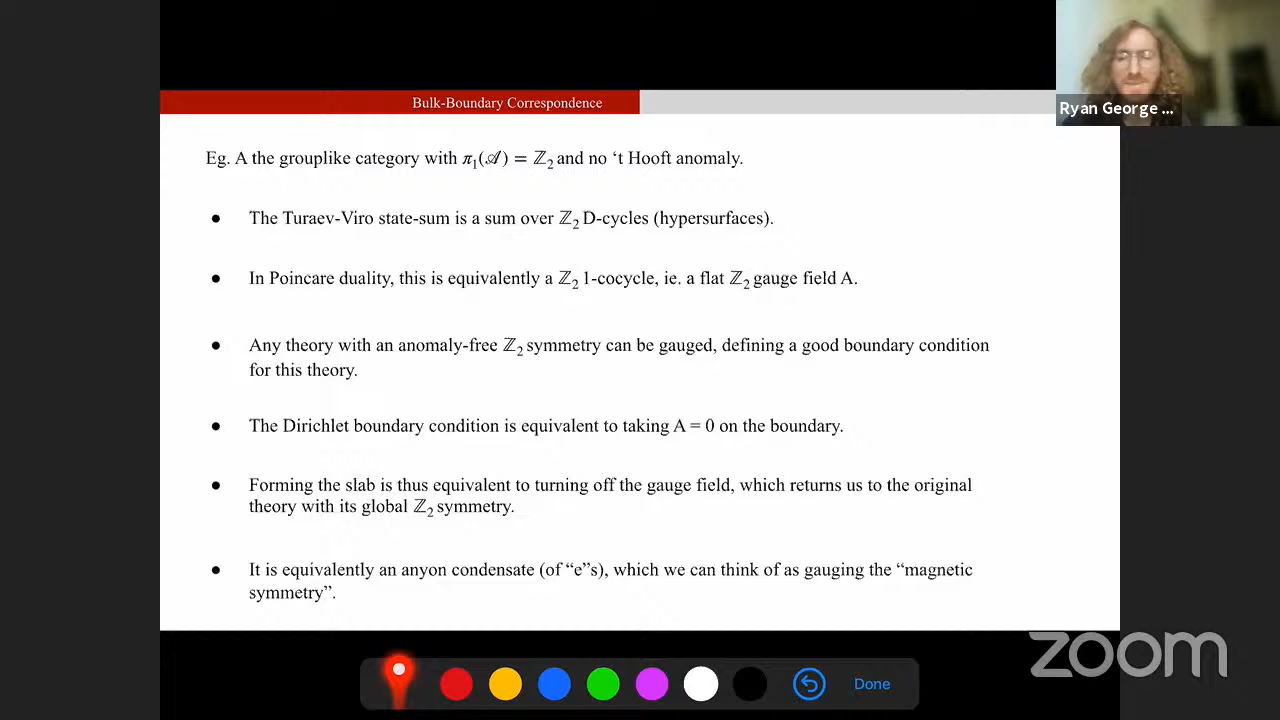 Bulk-Boundary Correspondence
Ryan George ...
Eg. A the grouplike category with π₁(𝒜) = ℤ₂ and no ‘t Hooft anomaly.
● The Turaev-Viro state-sum is a sum over ℤ₂ D-cycles (hypersurfaces).
● In Poincare duality, this is equivalently a ℤ₂ 1-cocycle, ie. a flat ℤ₂ gauge field A.
● Any theory with an anomaly-free ℤ₂ symmetry can be gauged, defining a good boundary condition
for this theory.
● The Dirichlet boundary condition is equivalent to taking A = 0 on the boundary.
● Forming the slab is thus equivalent to turning off the gauge field, which returns us to the original
theory with its global ℤ₂ symmetry.
● It is equivalently an anyon condensate (of “e”s), which we can think of as gauging the “magnetic
symmetry”.
zoom
Done